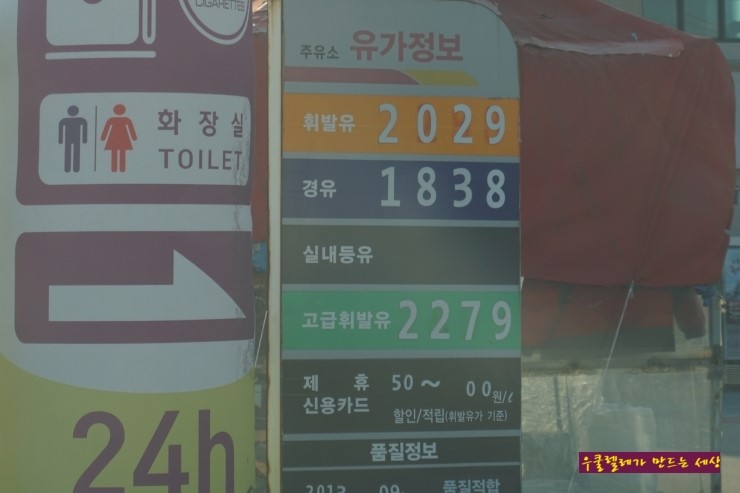 CIGARETTES
화장실
TOILET
24h
주유소 유가정보
휘발유 2029
경유 1838
실내등유
고급휘발유 2279
제 휴 50~ 00원/ℓ
신용카드 할인/적립(휘발유가 기준)
품질정보
2013 09 품질적합
우쿨렐레가 만드는 세상